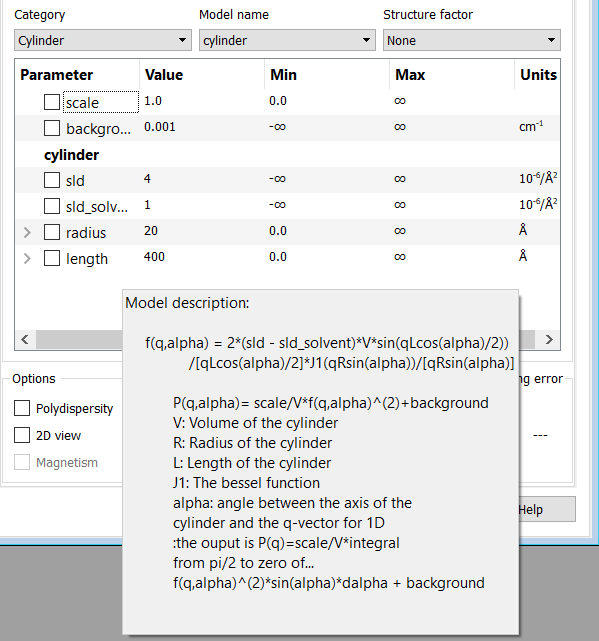 Category Model name Structure factor
Cylinder cylinder None
Parameter Value Min Max Units
scale 1.0 0.0 ∞
backgro... 0.001 -∞ ∞ cm-1
cylinder
sld 4 -∞ ∞ 10-6/Å2
sld_solv... 1 -∞ ∞ 10-6/Å2
radius 20 0.0 ∞ Å
length 400 0.0 ∞ Å
Model description:
f(q,alpha) = 2*(sld - sld_solvent)*V*sin(qLcos(alpha)/2))
/[qLcos(alpha)/2]*J1(qRsin(alpha))/[qRsin(alpha)]
P(q,alpha)= scale/V*f(q,alpha)^(2)+background
V: Volume of the cylinder
R: Radius of the cylinder
L: Length of the cylinder
J1: The bessel function
alpha: angle between the axis of the
cylinder and the q-vector for 1D
:the ouput is P(q)=scale/V*integral
from pi/2 to zero of...
f(q,alpha)^(2)*sin(alpha)*dalpha + background
Options
Polydispersity
2D view
Magnetism
ng error
---
Help